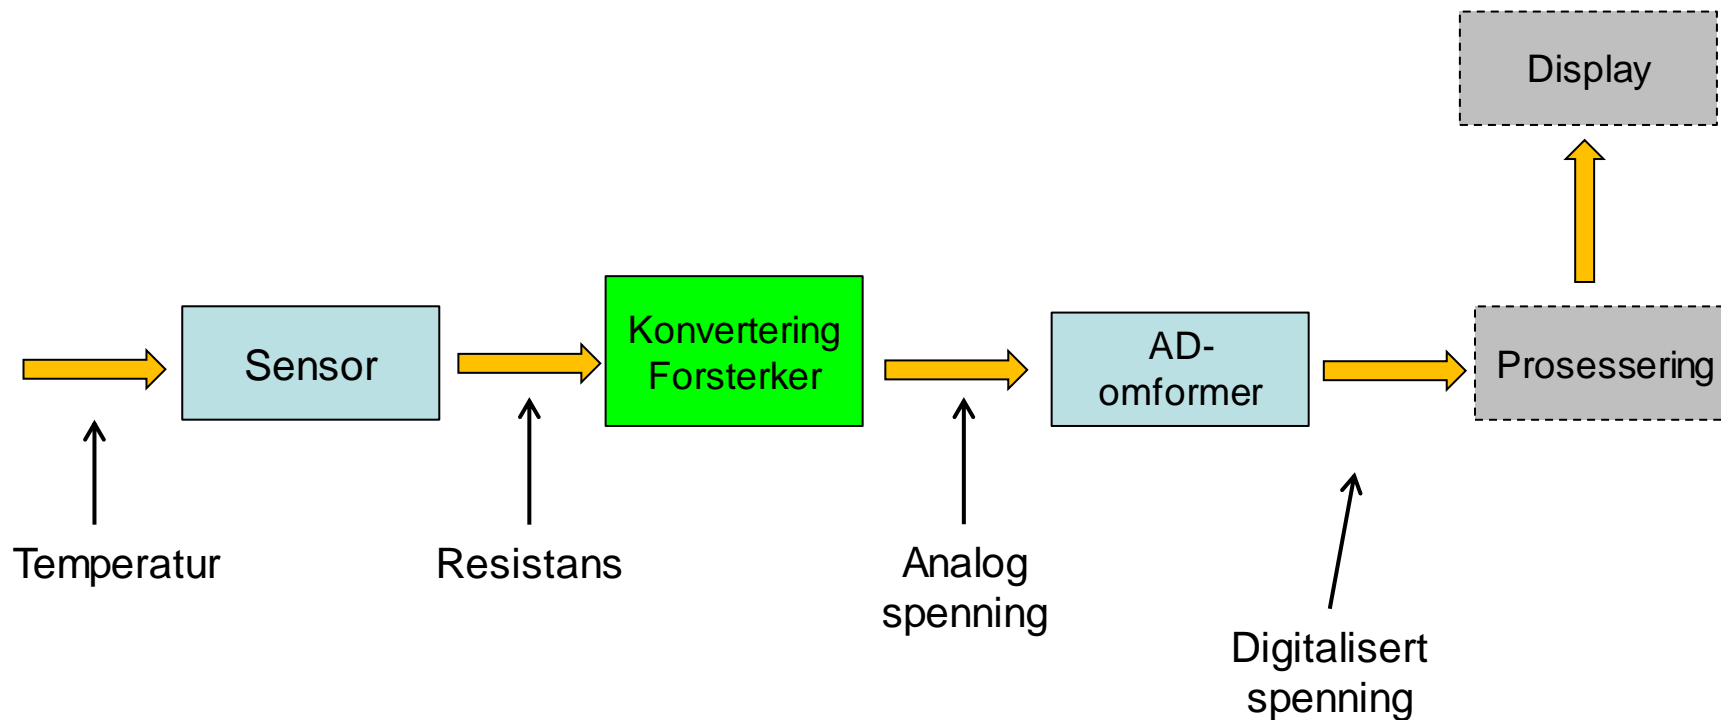 Display
Sensor
Konvertering
Forsterker
AD-
omformer
Prosessering
Temperatur
Resistans
Analog
spenning
Digitalisert
spenning